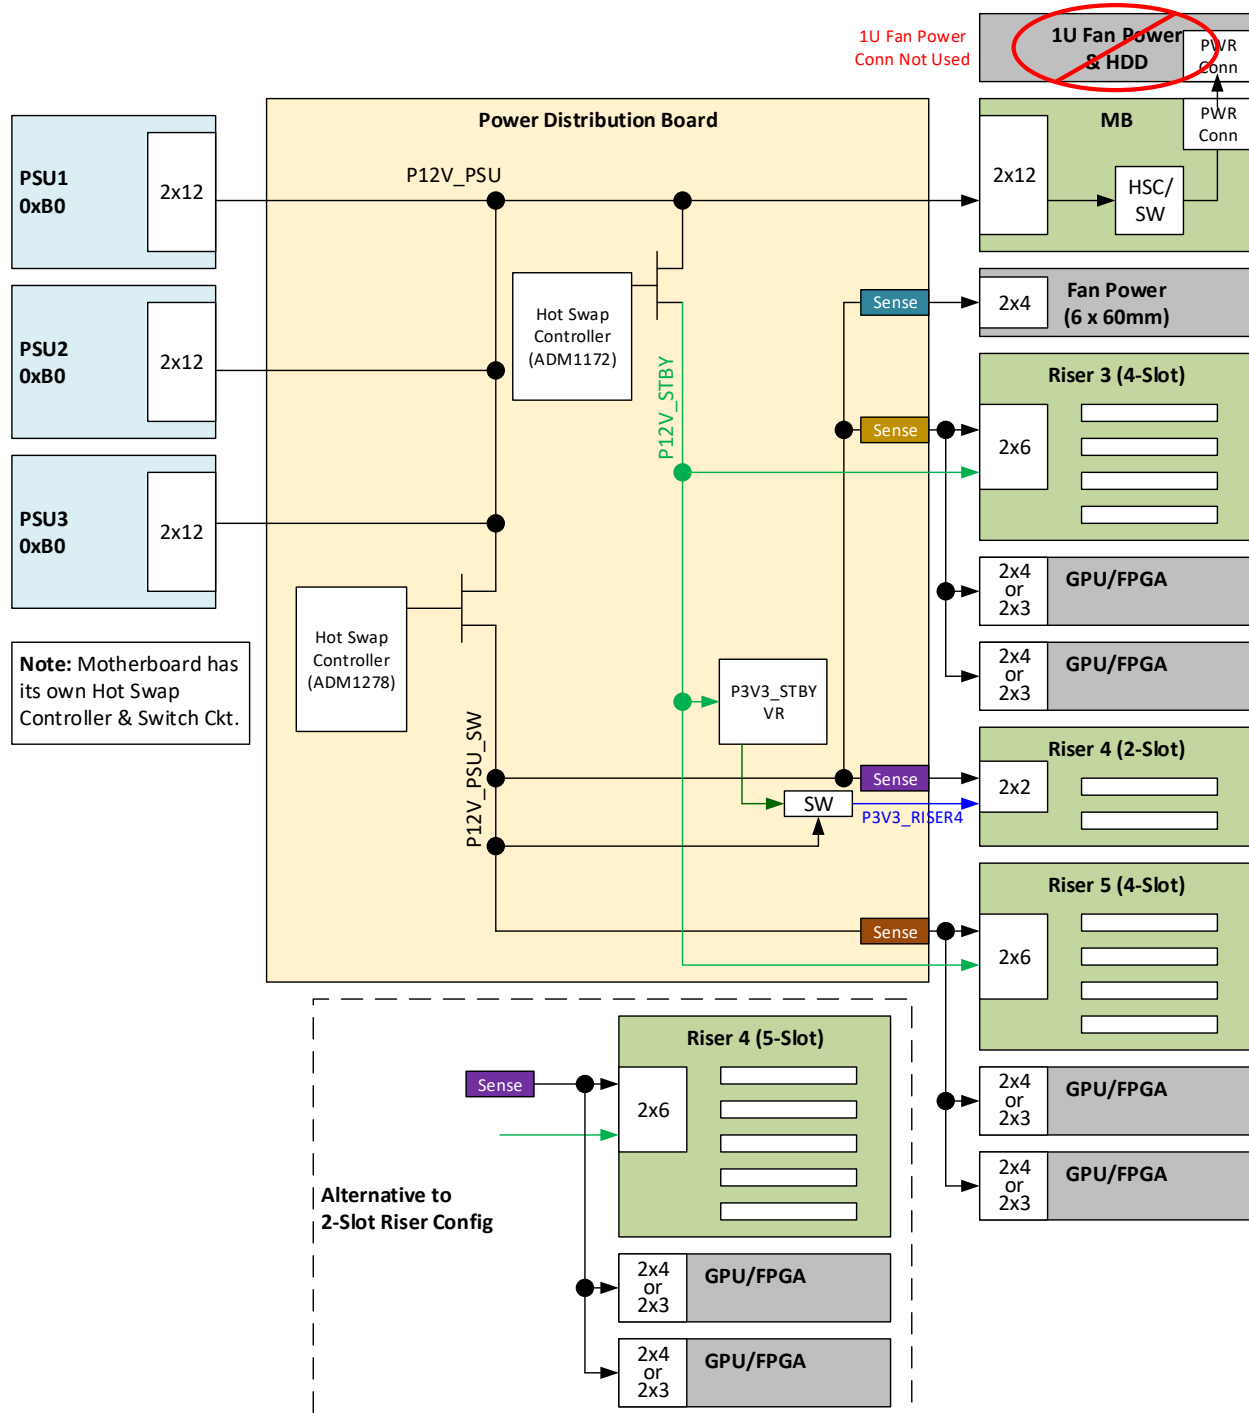 1U Fan Power
Conn Not Used
1U Fan Power
& HDD
PWR
Conn
Power Distribution Board
MB
PWR
Conn
2x12
HSC/
SW
PSU1
0xB0
2x12
P12V_PSU
PSU2
0xB0
2x12
Hot Swap
Controller
(ADM1172)
P12V_STBY
Sense
2x4
Fan Power
(6 x 60mm)
Riser 3 (4-Slot)
Sense
2x6
PSU3
0xB0
2x12
2x4
or
2x3
GPU/FPGA
2x4
or
2x3
GPU/FPGA
Hot Swap
Controller
(ADM1278)
Note: Motherboard has
its own Hot Swap
Controller & Switch Ckt.
P12V_PSU_SW
P3V3_STBY
VR
Riser 4 (2-Slot)
Sense
2x2
SW
P3V3_RISER4
Riser 5 (4-Slot)
Sense
2x6
2x4
or
2x3
GPU/FPGA
2x4
or
2x3
GPU/FPGA
Riser 4 (5-Slot)
Sense
2x6
Alternative to
2-Slot Riser Config
2x4
or
2x3
GPU/FPGA
2x4
or
2x3
GPU/FPGA